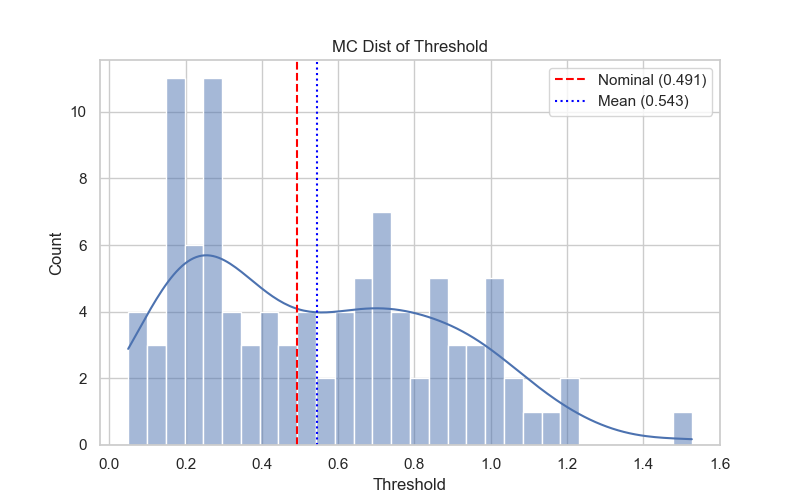 MC Dist of Threshold
Nominal (0.491)
Mean (0.543)
Count
10
8
6
4
2
0
0.0 0.2 0.4 0.6 0.8 1.0 1.2 1.4 1.6
Threshold